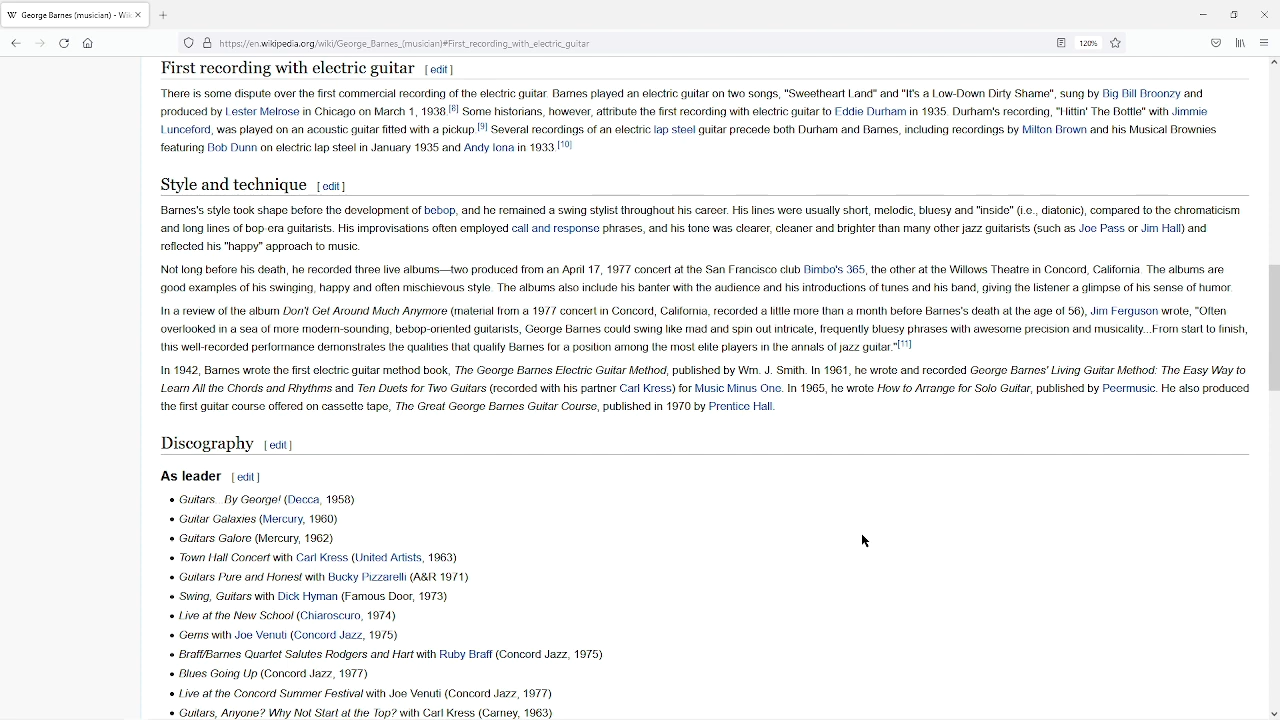 George Barnes (musician) - Wi
https://en.wikipedia.org/wiki/George_Barnes_(musician)#First_recording_with_electric_guitar
120%
First recording with electric guitar [ edit ]
There is some dispute over the first commercial recording of the electric guitar. Barnes played an electric guitar on two songs, "Sweetheart Land" and "It's a Low-Down Dirty Shame", sung by Big Bill Broonzy and
produced by Lester Melrose in Chicago on March 1, 1938.[8] Some historians, however, attribute the first recording with electric guitar to Eddie Durham in 1935. Durham's recording, "Hittin' The Bottle" with Jimmie
Lunceford, was played on an acoustic guitar fitted with a pickup.[9] Several recordings of an electric lap steel guitar precede both Durham and Barnes, including recordings by Milton Brown and his Musical Brownies
featuring Bob Dunn on electric lap steel in January 1935 and Andy Iona in 1933.[10]
Style and technique [ edit ]
Barnes's style took shape before the development of bebop, and he remained a swing stylist throughout his career. His lines were usually short, melodic, bluesy and "inside" (i.e., diatonic), compared to the chromaticism
and long lines of bop era guitarists. His improvisations often employed call and response phrases, and his tone was clearer, cleaner and brighter than many other jazz guitarists (such as Joe Pass or Jim Hall) and
reflected his "happy" approach to music.
Not long before his death, he recorded three live albums—two produced from an April 17, 1977 concert at the San Francisco club Bimbo's 365, the other at the Willows Theatre in Concord, California. The albums are
good examples of his swinging, happy and often mischievous style. The albums also include his banter with the audience and his introductions of tunes and his band, giving the listener a glimpse of his sense of humor.
In a review of the album Don't Get Around Much Anymore (material from a 1977 concert in Concord, California, recorded a little more than a month before Barnes's death at the age of 56), Jim Ferguson wrote, "Often
overlooked in a sea of more modern-sounding, bebop-oriented guitarists, George Barnes could swing like mad and spin out intricate, frequently bluesy phrases with awesome precision and musicality...From start to finish,
this well-recorded performance demonstrates the qualities that qualify Barnes for a position among the most elite players in the annals of jazz guitar."[11]
In 1942, Barnes wrote the first electric guitar method book, The George Barnes Electric Guitar Method, published by Wm. J. Smith. In 1961, he wrote and recorded George Barnes' Living Guitar Method: The Easy Way to
Learn All the Chords and Rhythms and Ten Duets for Two Guitars (recorded with his partner Carl Kress) for Music Minus One. In 1965, he wrote How to Arrange for Solo Guitar, published by Peermusic. He also produced
the first guitar course offered on cassette tape, The Great George Barnes Guitar Course, published in 1970 by Prentice Hall.
Discography [ edit ]
As leader [ edit ]
• Guitars...By George! (Decca, 1958)
• Guitar Galaxies (Mercury, 1960)
• Guitars Galore (Mercury, 1962)
• Town Hall Concert with Carl Kress (United Artists, 1963)
• Guitars Pure and Honest with Bucky Pizzarelli (A&R 1971)
• Swing, Guitars with Dick Hyman (Famous Door, 1973)
• Live at the New School (Chiaroscuro, 1974)
• Gems with Joe Venuti (Concord Jazz, 1975)
• Braff/Barnes Quartet Salutes Rodgers and Hart with Ruby Braff (Concord Jazz, 1975)
• Blues Going Up (Concord Jazz, 1977)
• Live at the Concord Summer Festival with Joe Venuti (Concord Jazz, 1977)
• Guitars, Anyone? Why Not Start at the Top? with Carl Kress (Carney, 1963)